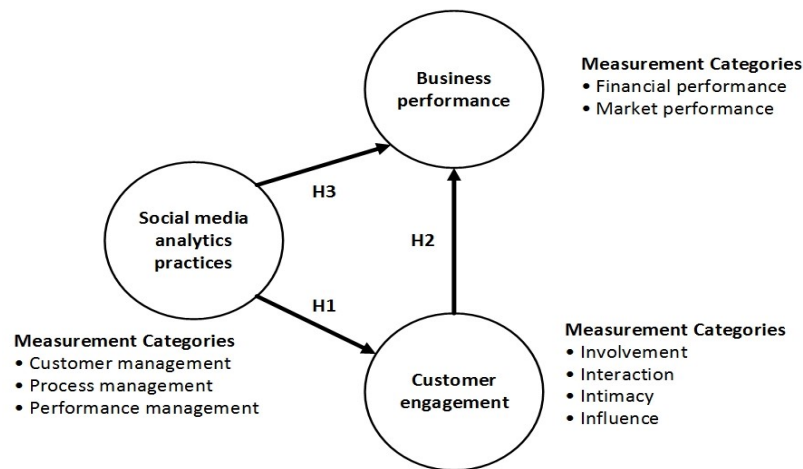 Business
performance
Measurement Categories
• Financial performance
• Market performance
H3
Social media
analytics
practices
H2
H1
Measurement Categories
• Customer management
• Process management
• Performance management
Customer
engagement
Measurement Categories
• Involvement
• Interaction
• Intimacy
• Influence